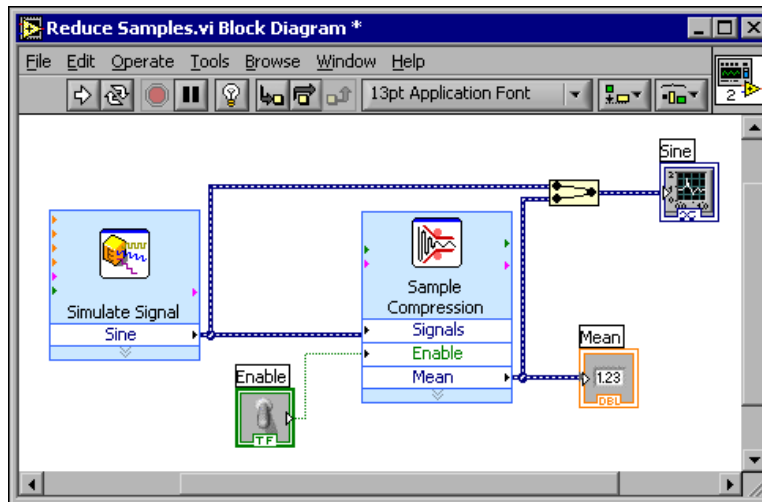 Reduce Samples.vi Block Diagram *
File Edit Operate Tools Browse Window Help
13pt Application Font
2
Sine
Simulate Signal
Sine
Sample
Compression
Signals
Enable
Mean
Mean
1.23
DBL
Enable
TF